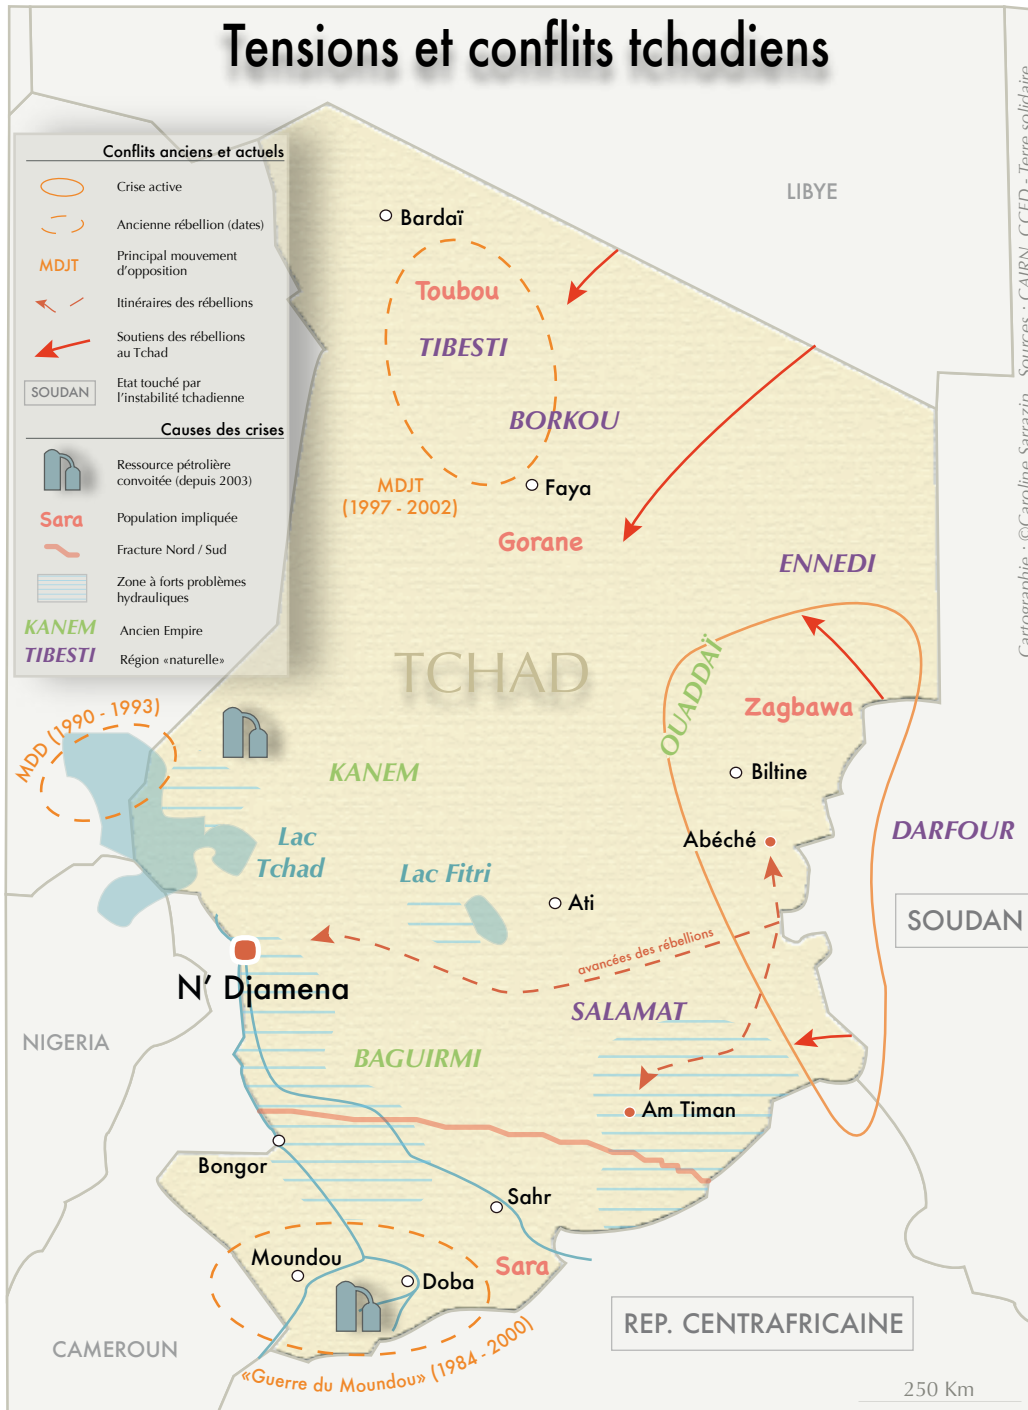 Tensions et conflits tchadiens
Conflits anciens et actuels
Crise active
Ancienne rébellion (dates)
MDJT
Principal mouvement
d'opposition
Itinéraires des rébellions
Soutiens des rébellions
au Tchad
SOUDAN
Etat touché par
l'instabilité tchadienne
Causes des crises
Ressource pétrolière
convoitée (depuis 2003)
Sara
Population impliquée
Fracture Nord / Sud
Zone à forts problèmes
hydrauliques
KANEM
Ancien Empire
TIBESTI
Région «naturelle»
Cartographie : ©Caroline Sarrazin Sources : CAIRN, CCFD - Terre solidaire
LIBYE
Bardaï
Toubou
TIBESTI
BORKOU
MDJT
(1997 - 2002)
Faya
Gorane
ENNEDI
TCHAD
OUADDAÏ
Zagbawa
MDD (1990 - 1993)
KANEM
Biltine
Lac
Tchad
Lac Fitri
Abéché
DARFOUR
Ati
SOUDAN
avancées des rébellions
N' Djamena
SALAMAT
NIGERIA
BAGUIRMI
Am Timan
Bongor
Sahr
Moundou
Doba
Sara
«Guerre du Moundou» (1984 - 2000)
REP. CENTRAFRICAINE
CAMEROUN
250 Km